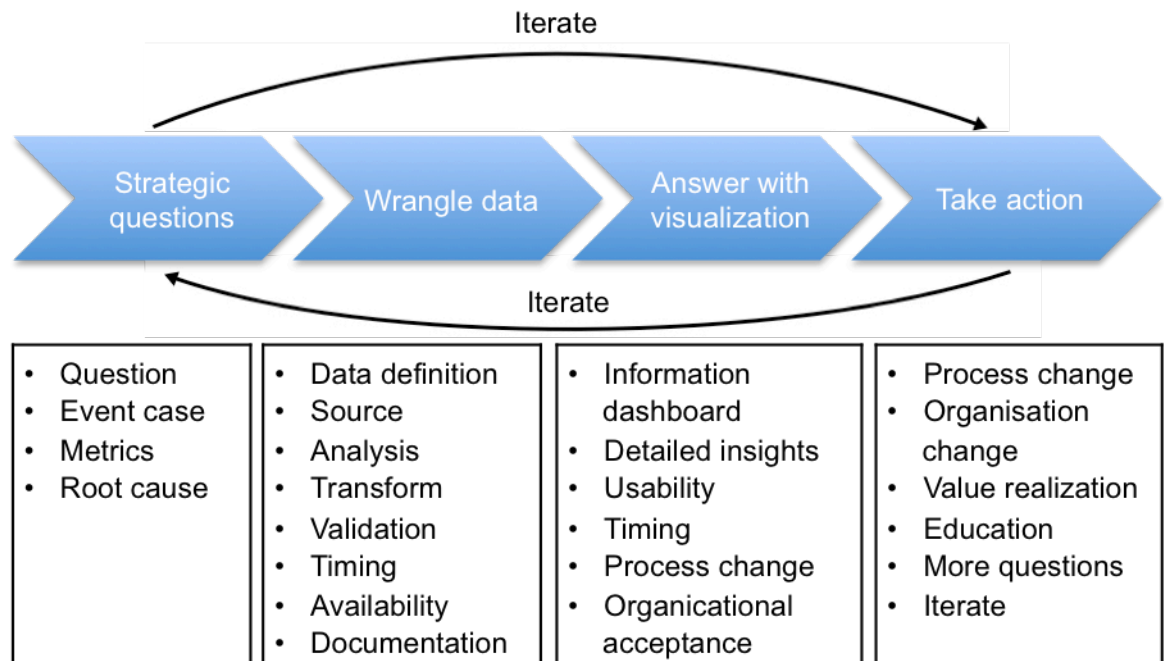 Iterate
Strategic
questions
Wrangle data
Answer with
visualization
Take action
Iterate
• Question
• Event case
• Metrics
• Root cause
• Data definition
• Source
• Analysis
• Transform
• Validation
• Timing
• Availability
• Documentation
• Information
dashboard
• Detailed insights
• Usability
• Timing
• Process change
• Organicational
acceptance
• Process change
• Organisation
change
• Value realization
• Education
• More questions
• Iterate